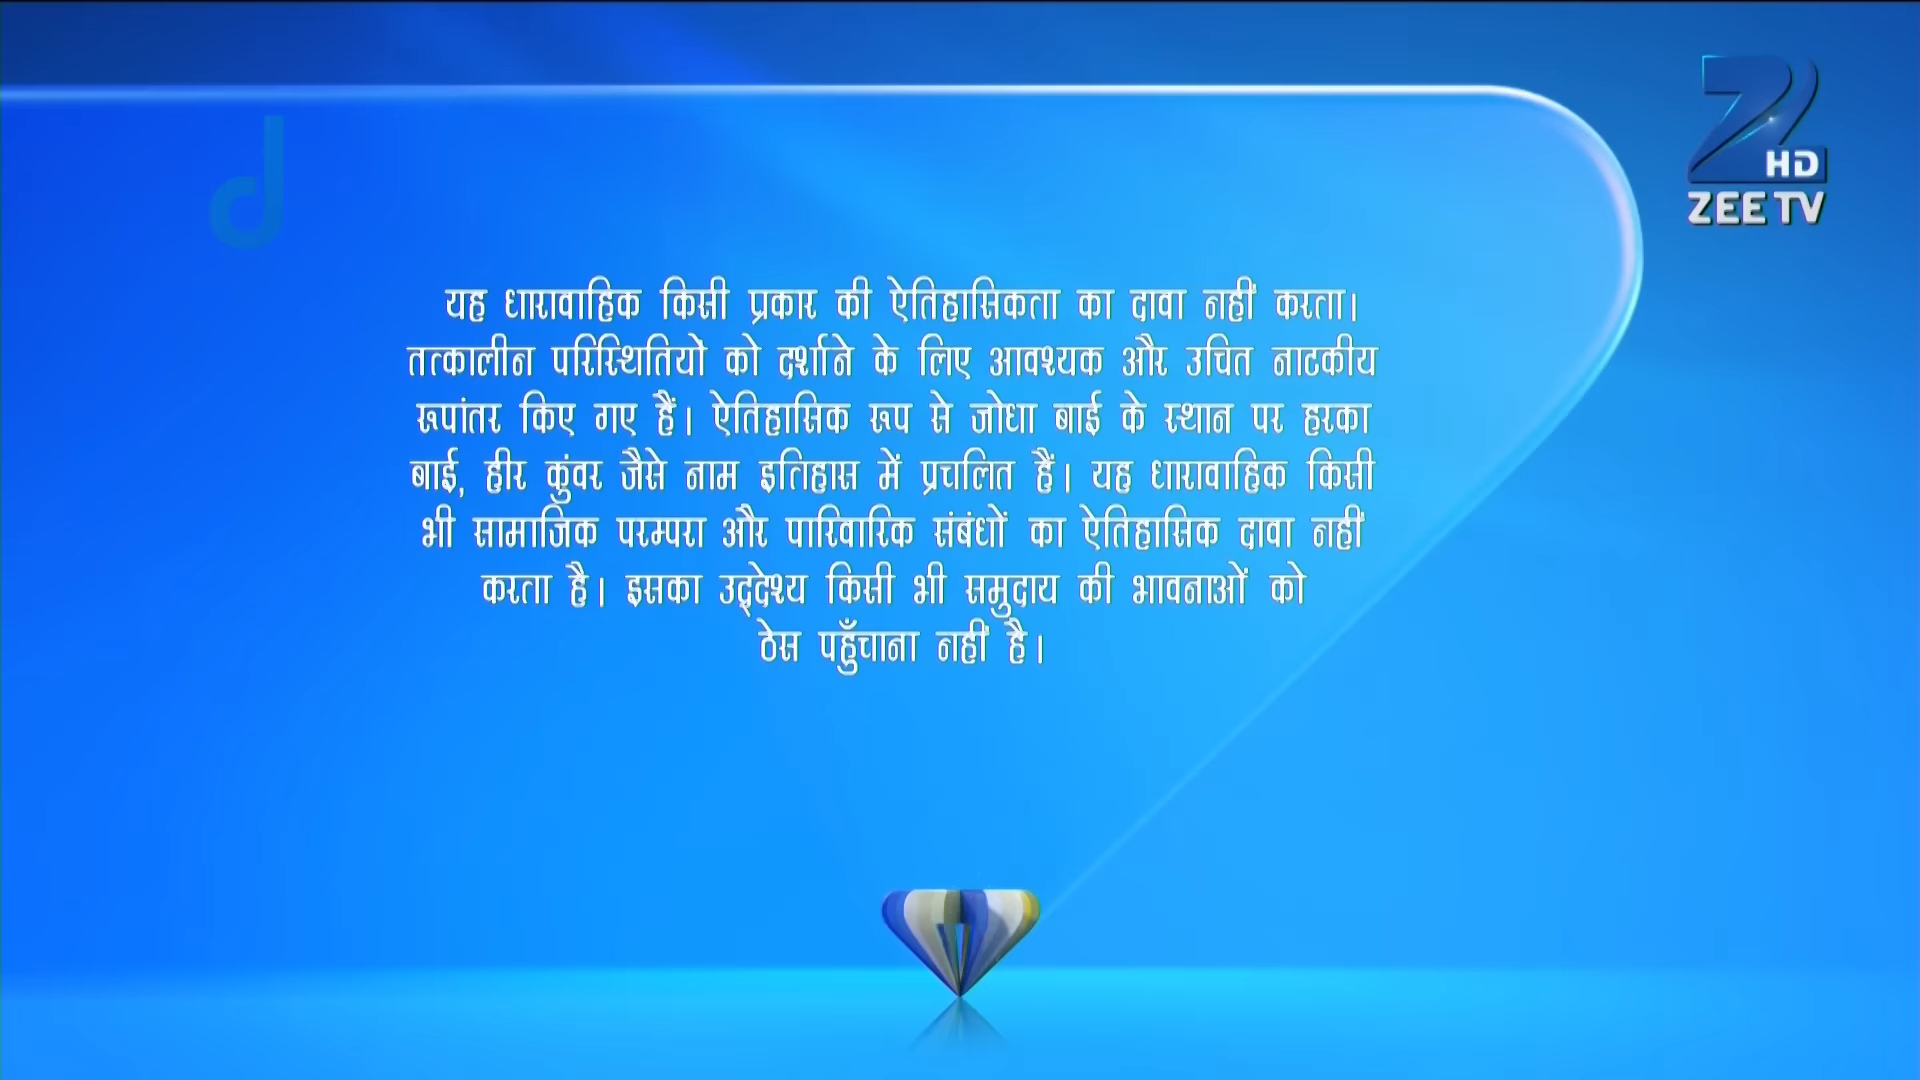 HD
ZEE TV
d
यह धारावाहिक किसी प्रकार की ऐतिहासिकता का दावा नहीं करता।
तत्कालीन परिस्थितियों को दर्शाने के लिए आवश्यक और उचित नाटकीय
रूपांतर किए गए हैं। ऐतिहासिक रूप से जोधा बाई के स्थान पर हरका
बाई, हीर कुंवर जैसे नाम इतिहास में प्रचलित हैं। यह धारावाहिक किसी
भी सामाजिक परम्परा और पारिवारिक संबंधों का ऐतिहासिक दावा नहीं
करता है। इसका उद्देश्य किसी भी समुदाय की भावनाओं को
ठेस पहुँचाना नहीं है।